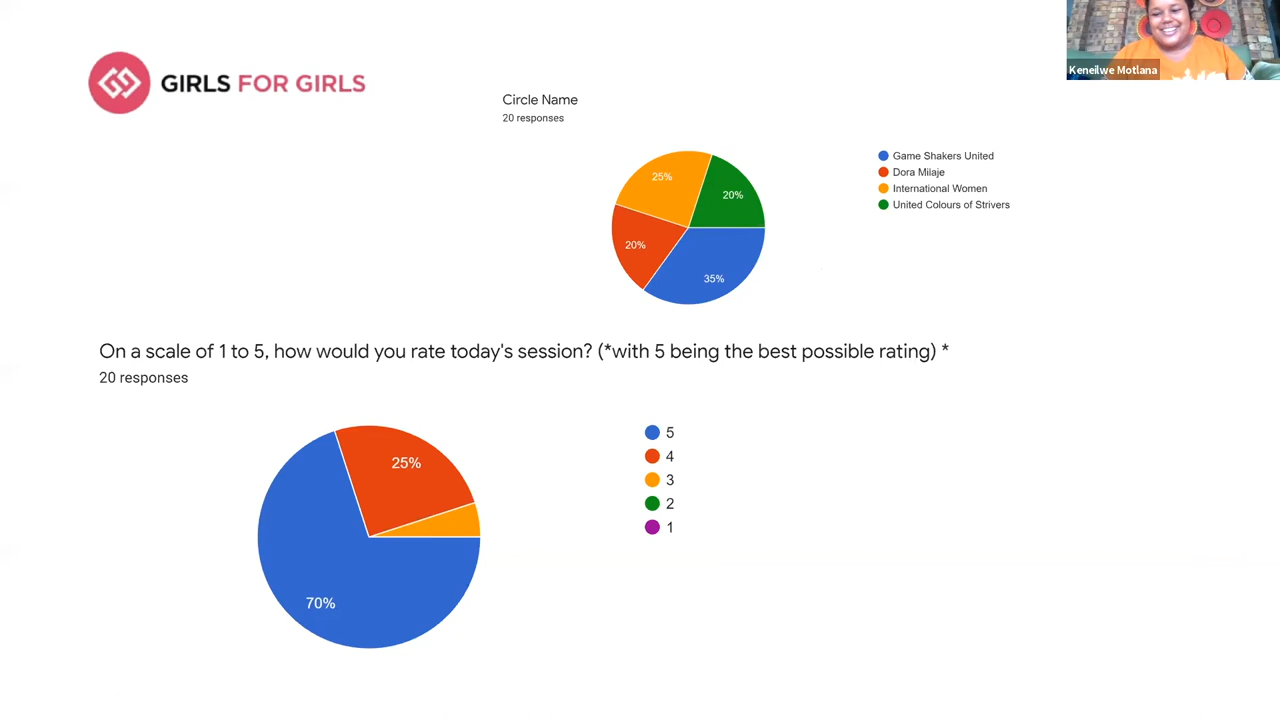 Keneilwe Motlana
GIRLS FOR GIRLS
Circle Name
20 responses
25%
20%
20%
35%
Game Shakers United
Dora Milaje
International Women
United Colours of Strivers
On a scale of 1 to 5, how would you rate today's session? (*with 5 being the best possible rating) *
20 responses
25%
70%
5
4
3
2
1